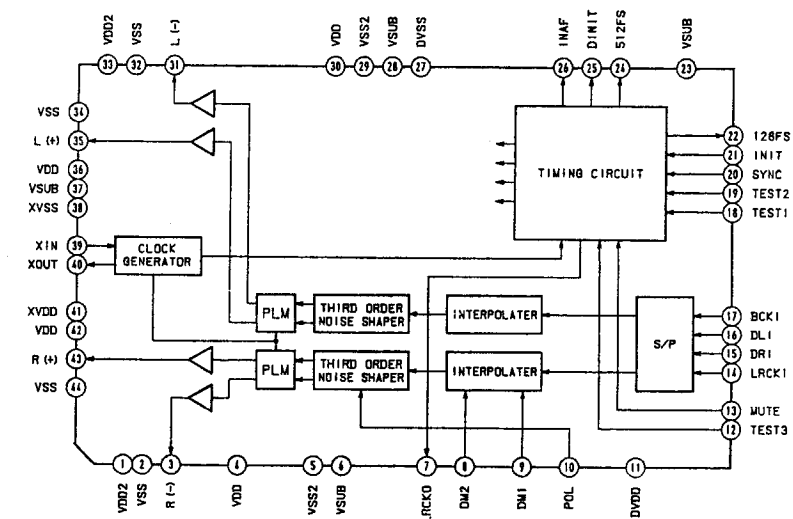 VDD2
VSS
L (-)
VDD
VSS2
VSUB
DVSS
INAF
DINIT
512FS
VSUB
33
32
31
30
29
28
27
26
25
24
23
VSS
34
L (+)
35
VDD
36
VSUB
37
XVSS
38
XIN
39
XOUT
40
XVDD
41
VDD
42
R (+)
43
VSS
44
TIMING CIRCUIT
CLOCK
GENERATOR
PLM
THIRD ORDER
NOISE SHAPER
INTERPOLATER
PLM
THIRD ORDER
NOISE SHAPER
INTERPOLATER
S/P
22
128FS
21
INIT
20
SYNC
19
TEST2
18
TEST1
17
BCKI
16
DLI
15
DRI
14
LRCKI
13
MUTE
12
TEST3
1
2
3
4
5
6
7
8
9
10
11
VDD2
VSS
R (-)
VDD
VSS2
VSUB
LRCKO
DM2
DM1
POL
DVDD